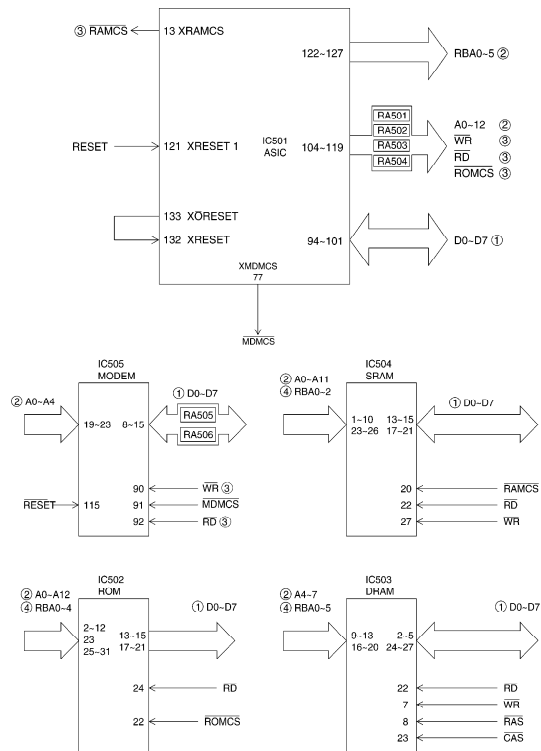 ③ RAMCS
13 XRAMCS
122~127
RBA0~5 ②
RA501
RA502
RA503
RA504
A0~12 ②
WR ③
RD ③
ROMCS ③
RESET
121 XRESET 1
IC501
ASIC
104~119
133 XORESET
132 XRESET
94~101
D0~D7 ①
XMDMCS
77
MDMCS
IC505
MODEM
② A0~A4
19~23
8~15
① D0~D7
RA505
RA506
90
WR ③
RESET
115
91
MDMCS
92
RD ③
IC504
SRAM
② A0~A11
④ RBA0~2
1~10
23~26
13~15
17~21
① D0~D7
20
RAMCS
22
RD
27
WR
IC502
ROM
② A0~A12
④ RBA0~4
2~12
23
25~31
13~15
17~21
① D0~D7
24
RD
22
ROMCS
IC503
DRAM
② A4~7
④ RBA0~5
9~13
16~20
2~5
24~27
① D0~D7
22
RD
7
WR
8
RAS
23
CAS